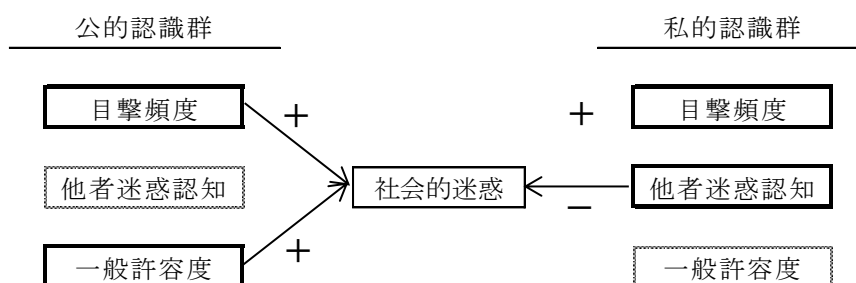 公的認識群 私的認識群
目撃頻度 + + 目撃頻度
他者迷惑認知 社会的迷惑 他者迷惑認知
−
一般許容度 + 一般許容度